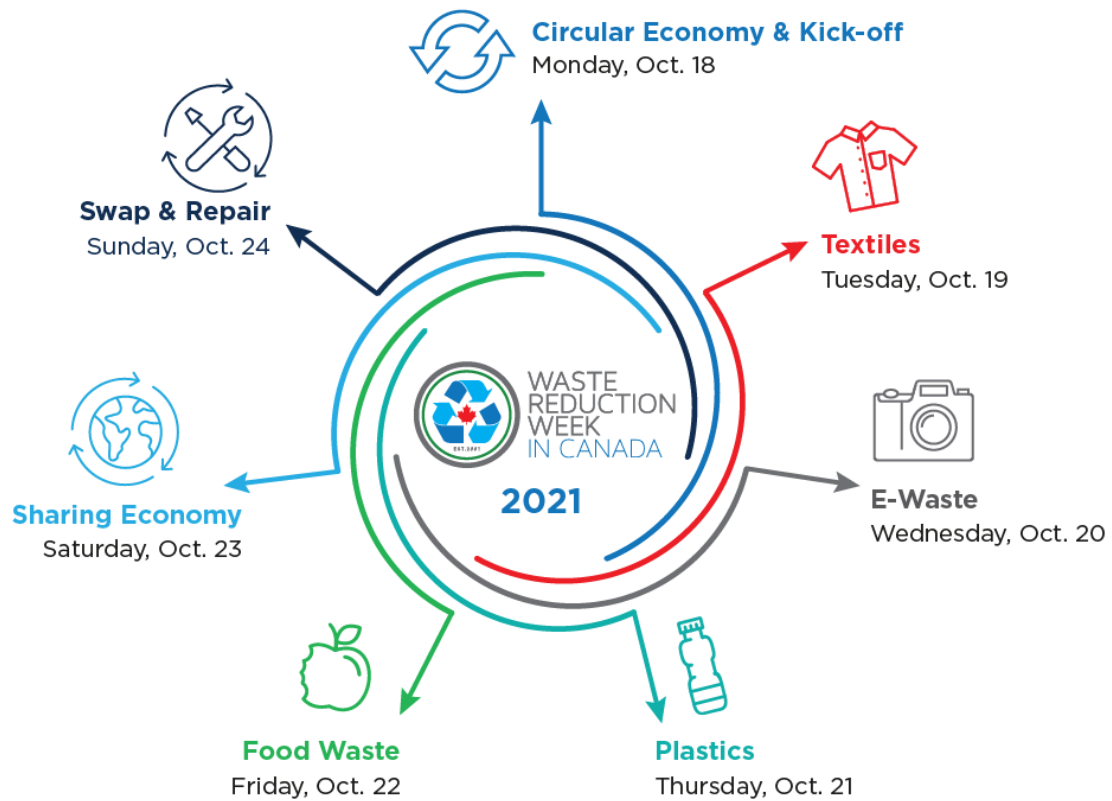 Circular Economy & Kick-off
Monday, Oct. 18
Textiles
Tuesday, Oct. 19
E-Waste
Wednesday, Oct. 20
Plastics
Thursday, Oct. 21
Food Waste
Friday, Oct. 22
Sharing Economy
Saturday, Oct. 23
Swap & Repair
Sunday, Oct. 24
WASTE
REDUCTION
WEEK
IN CANADA
2021